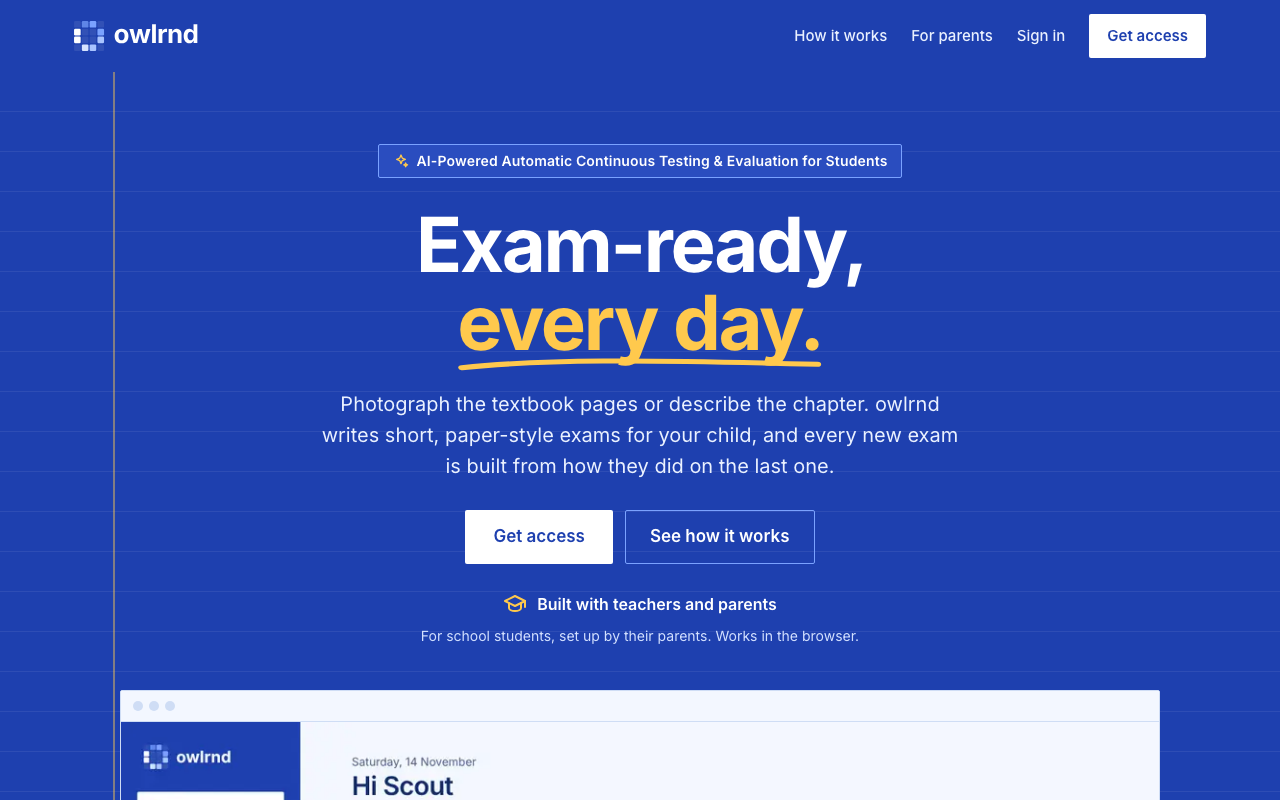 owlrnd
How it works
For parents
Sign in
Get access
AI-Powered Automatic Continuous Testing & Evaluation for Students
Exam-ready,
every day.
Photograph the textbook pages or describe the chapter. owlrnd
writes short, paper-style exams for your child, and every new exam
is built from how they did on the last one.
Get access
See how it works
Built with teachers and parents
For school students, set up by their parents. Works in the browser.
owlrnd
Saturday, 14 November
Hi Scout